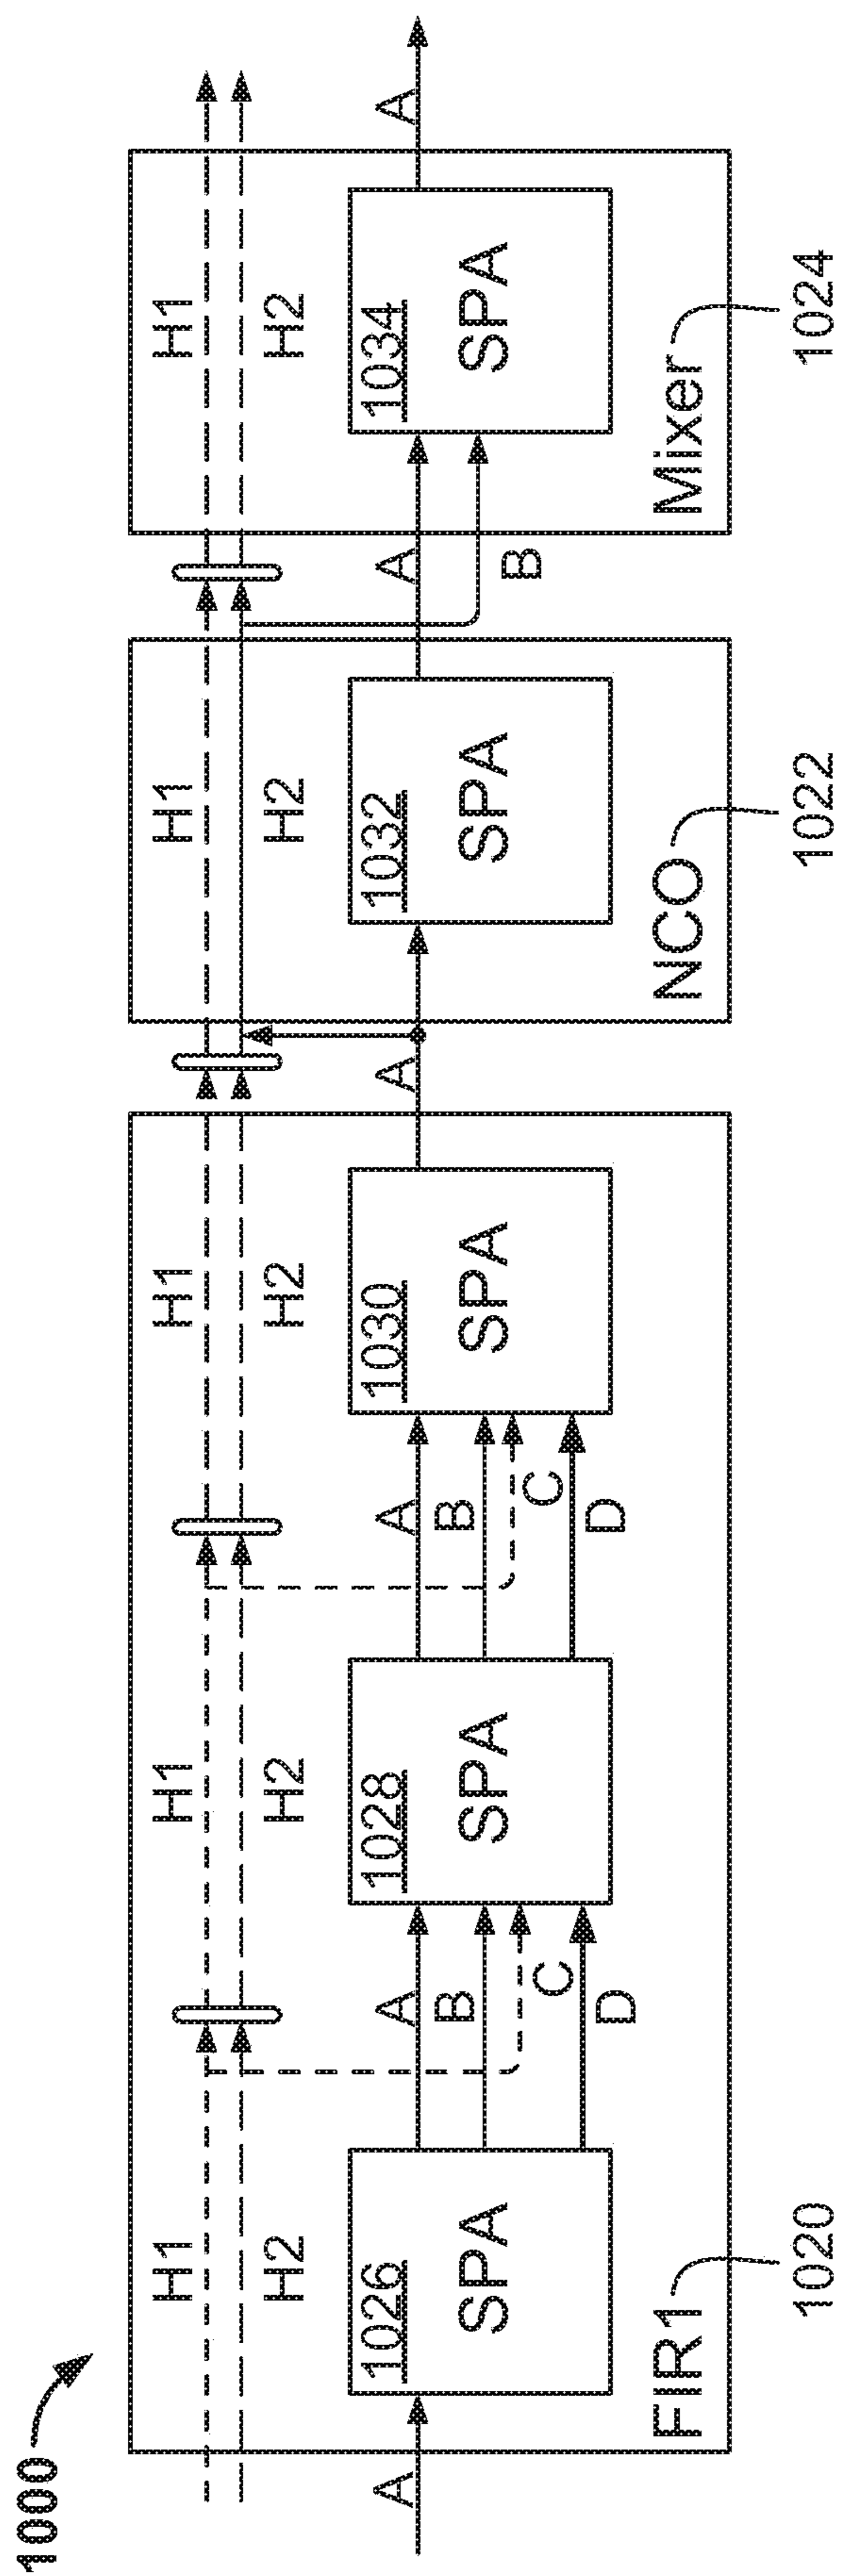 1000
H1
H1
H1
H1
H1
H2
H2
H2
H2
H2
A
1026
SPA
A
B
C
D
1028
SPA
A
B
C
D
1030
SPA
A
1032
SPA
A
B
1034
SPA
A
FIR1
NCO
Mixer
1020
1022
1024